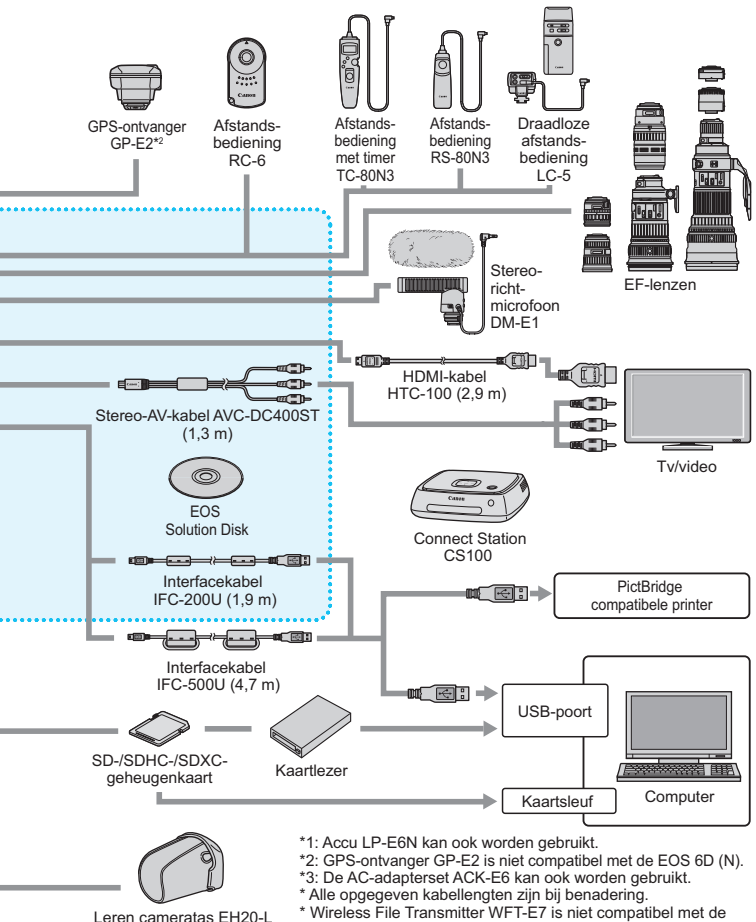 GPS-ontvanger
GP-E2*2
Canon
Afstands-
bediening
RC-6
Afstands-
bediening
met timer
TC-80N3
Afstands-
bediening
RS-80N3
Draadloze
afstands-
bediening
LC-5
EF-lenzen
Stereo-
richt-
microfoon
DM-E1
HDMI-kabel
HTC-100 (2,9 m)
Stereo-AV-kabel AVC-DC400ST
(1,3 m)
Tv/video
EOS
Solution Disk
Canon
Connect Station
CS100
Interfacekabel
IFC-200U (1,9 m)
PictBridge
compatibele printer
Interfacekabel
IFC-500U (4,7 m)
USB-poort
SD-/SDHC-/SDXC-
geheugenkaart
Kaartlezer
Kaartsleuf
Computer
Leren cameratas EH20-L
*1: Accu LP-E6N kan ook worden gebruikt.
*2: GPS-ontvanger GP-E2 is niet compatibel met de EOS 6D (N).
*3: De AC-adapterset ACK-E6 kan ook worden gebruikt.
* Alle opgegeven kabellengten zijn bij benadering.
* Wireless File Transmitter WFT-E7 is niet compatibel met de